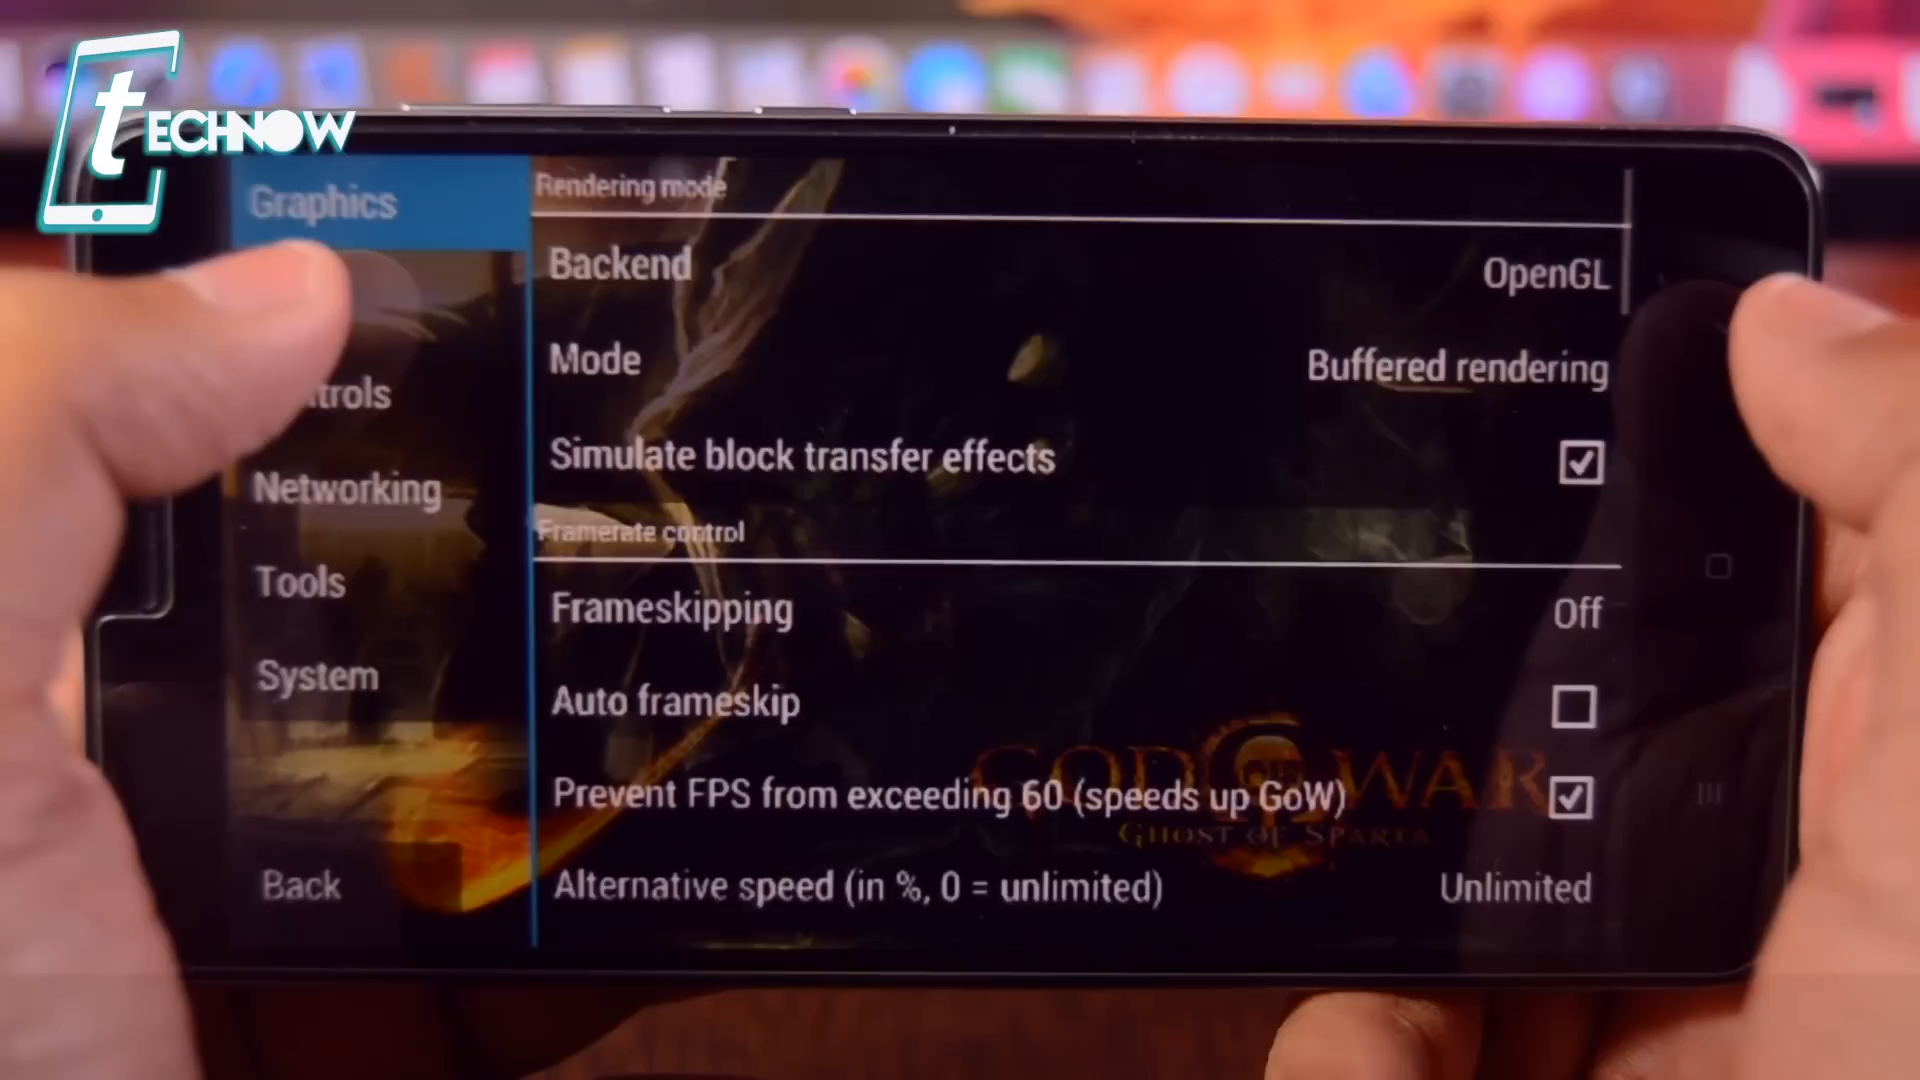 tECHNOW
Graphics
Rendering mode
Backend
OpenGL
Mode
Buffered rendering
trols
Simulate block transfer effects
Networking
Framerate control
Tools
Frameskipping
Off
System
Auto frameskip
GOD OF WAR
Prevent FPS from exceeding 60 (speeds up GoW)
GHOST OF SPARTA
Back
Alternative speed (in %, 0 = unlimited)
Unlimited